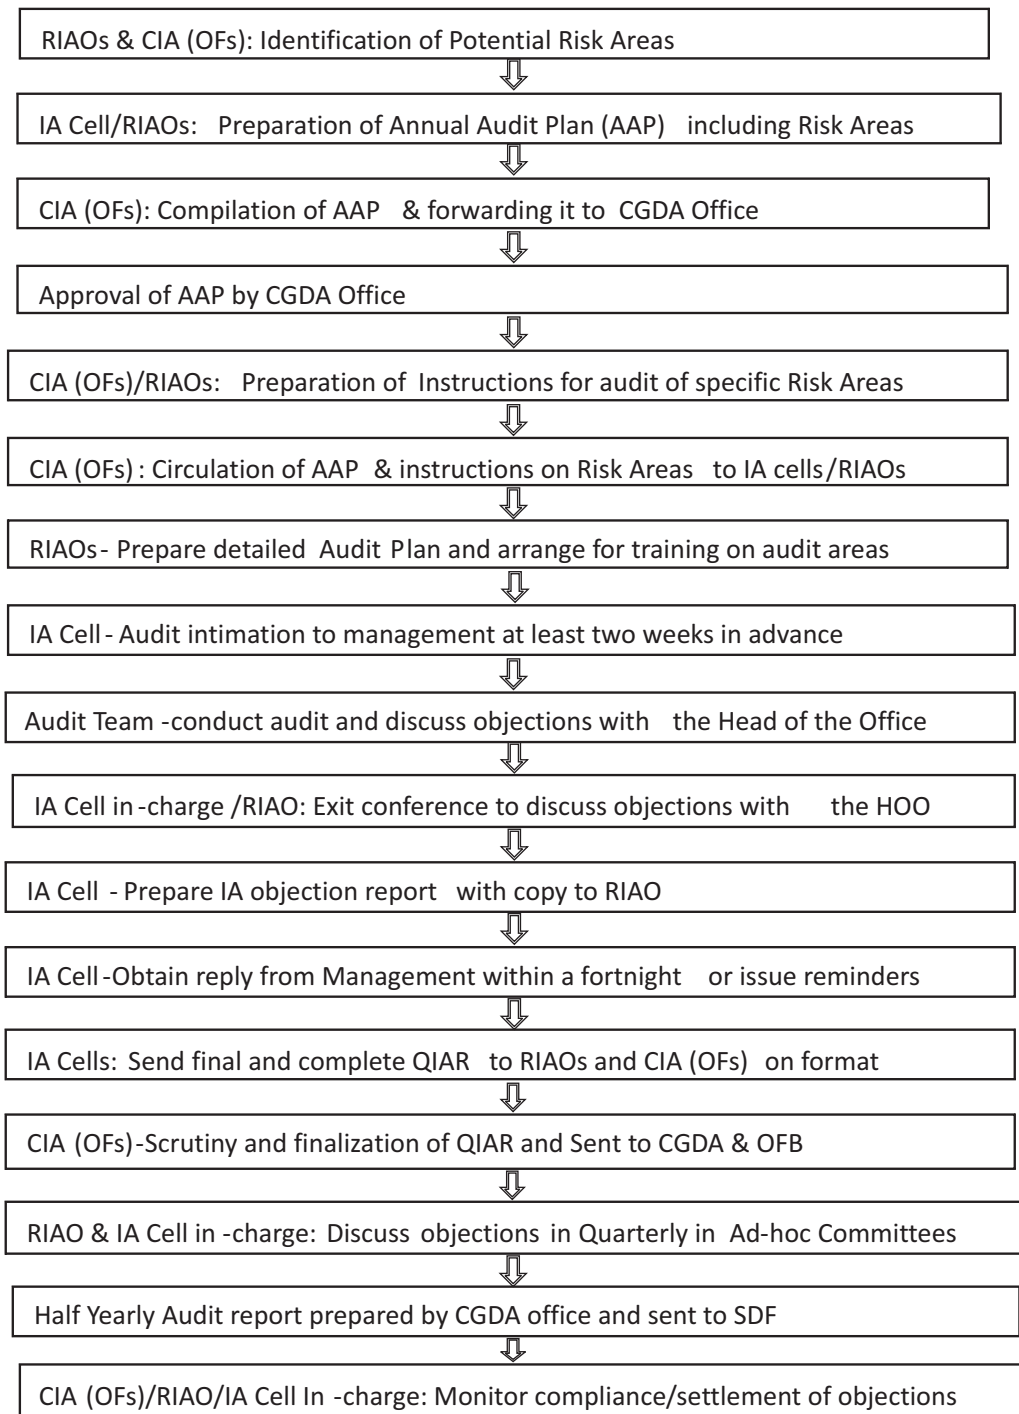 RIAOs & CIA (OFs): Identification of Potential Risk Areas
IA Cell/RIAOs: Preparation of Annual Audit Plan (AAP) including Risk Areas
CIA (OFs): Compilation of AAP & forwarding it to CGDA Office
Approval of AAP by CGDA Office
CIA (OFs)/RIAOs: Preparation of Instructions for audit of specific Risk Areas
CIA (OFs) : Circulation of AAP & instructions on Risk Areas to IA cells/RIAOs
RIAOs - Prepare detailed Audit Plan and arrange for training on audit areas
IA Cell - Audit intimation to management at least two weeks in advance
Audit Team -conduct audit and discuss objections with the Head of the Office
IA Cell in -charge /RIAO: Exit conference to discuss objections with the HOO
IA Cell - Prepare IA objection report with copy to RIAO
IA Cell -Obtain reply from Management within a fortnight or issue reminders
IA Cells: Send final and complete QIAR to RIAOs and CIA (OFs) on format
CIA (OFs) -Scrutiny and finalization of QIAR and Sent to CGDA & OFB
RIAO & IA Cell in -charge: Discuss objections in Quarterly in Ad-hoc Committees
Half Yearly Audit report prepared by CGDA office and sent to SDF
CIA (OFs)/RIAO/IA Cell In -charge: Monitor compliance/settlement of objections